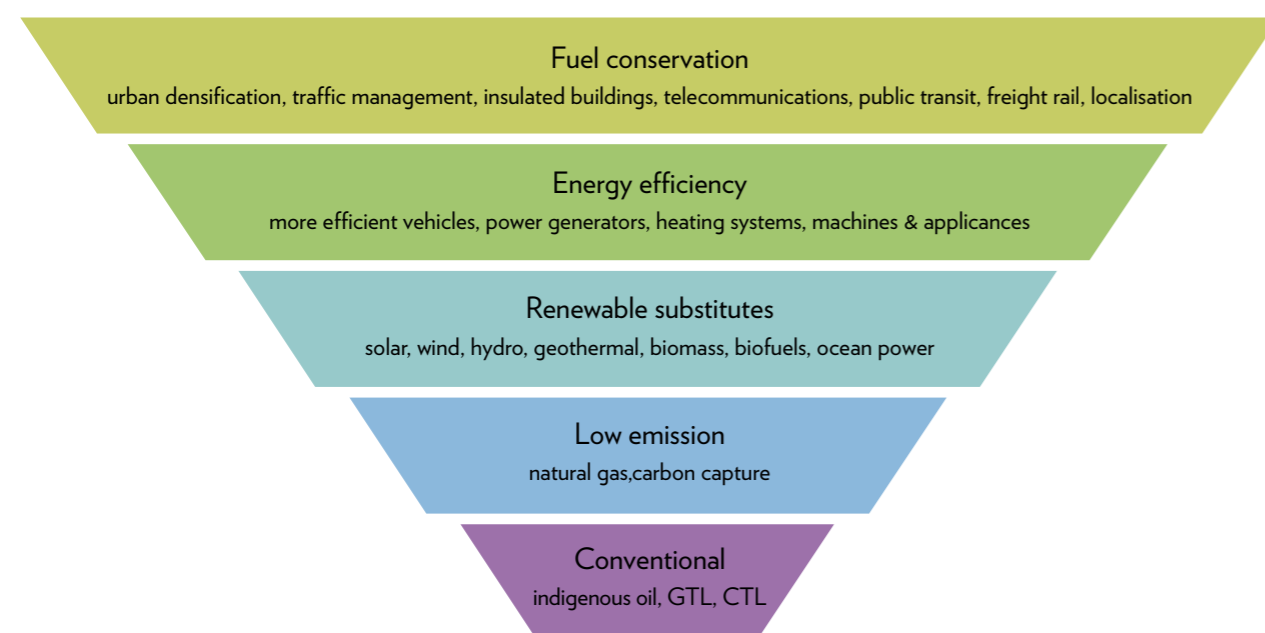 Fuel conservation
urban densification, traffic management, insulated buildings, telecommunications, public transit, freight rail, localisation
Energy efficiency
more efficient vehicles, power generators, heating systems, machines & applicances
Renewable substitutes
solar, wind, hydro, geothermal, biomass, biofuels, ocean power
Low emission
natural gas,carbon capture
Conventional
indigenous oil, GTL, CTL